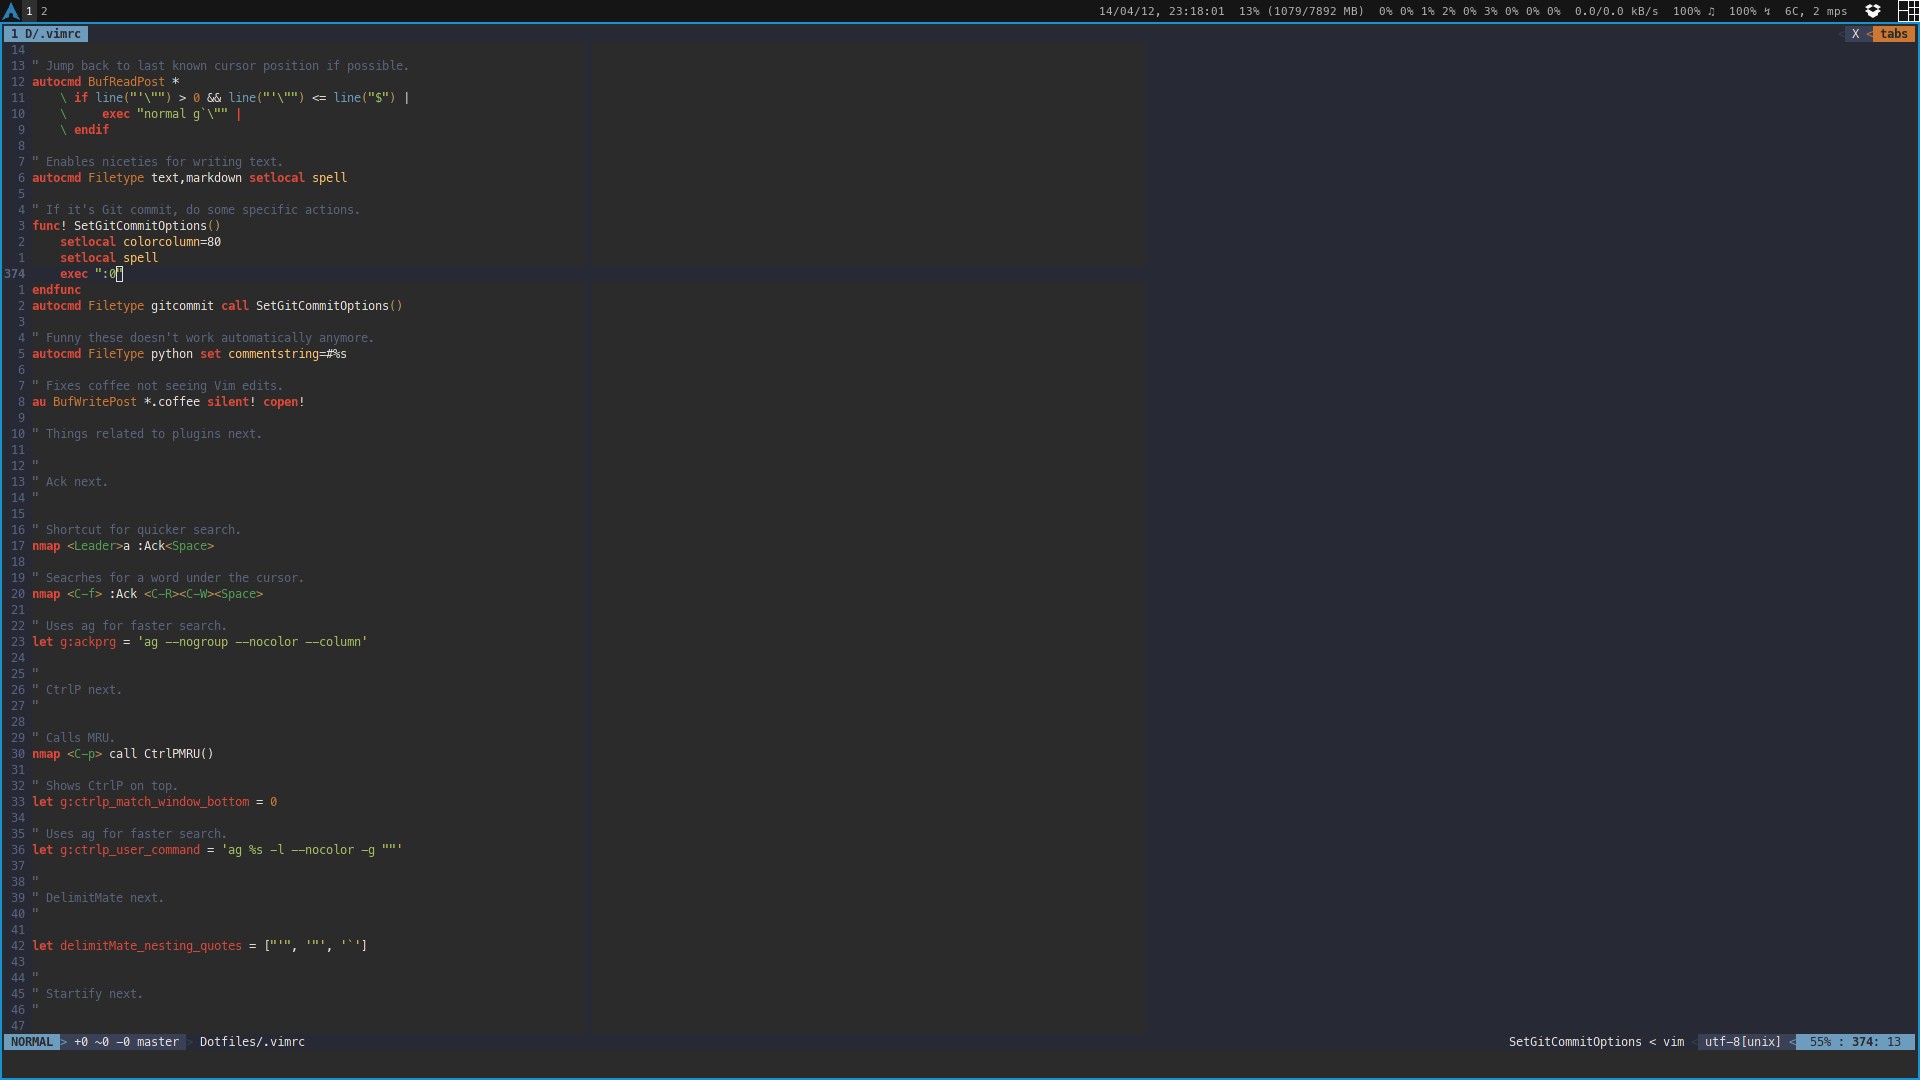 1 2 14/04/12, 23:18:01 13% (1079/7892 MB) 0% 0% 1% 2% 0% 3% 0% 0% 0% 0.0/0.0 kB/s 100% ♫ 100% ↯ 6C, 2 mps
1 D/.vimrc < X < tabs
14
13 " Jump back to last known cursor position if possible.
12 autocmd BufReadPost *
11     \ if line("'\"") > 0 && line("'\"") <= line("$") |
10     \     exec "normal g`\"" |
9     \ endif
8
7 " Enables niceties for writing text.
6 autocmd Filetype text,markdown setlocal spell
5
4 " If it's Git commit, do some specific actions.
3 func! SetGitCommitOptions()
2     setlocal colorcolumn=80
1     setlocal spell
374     exec ":0"
1 endfunc
2 autocmd Filetype gitcommit call SetGitCommitOptions()
3
4 " Funny these doesn't work automatically anymore.
5 autocmd FileType python set commentstring=#%s
6
7 " Fixes coffee not seeing Vim edits.
8 au BufWritePost *.coffee silent! copen!
9
10 " Things related to plugins next.
11
12 "
13 " Ack next.
14 "
15
16 " Shortcut for quicker search.
17 nmap <Leader>a :Ack<Space>
18
19 " Seacrhes for a word under the cursor.
20 nmap <C-f> :Ack <C-R><C-W><Space>
21
22 " Uses ag for faster search.
23 let g:ackprg = 'ag --nogroup --nocolor --column'
24
25 "
26 " CtrlP next.
27 "
28
29 " Calls MRU.
30 nmap <C-p> call CtrlPMRU()
31
32 " Shows CtrlP on top.
33 let g:ctrlp_match_window_bottom = 0
34
35 " Uses ag for faster search.
36 let g:ctrlp_user_command = 'ag %s -l --nocolor -g ""'
37
38 "
39 " DelimitMate next.
40 "
41
42 let delimitMate_nesting_quotes = ["'", '"', '`']
43
44 "
45 " Startify next.
46 "
47
NORMAL > +0 ~0 -0 master > Dotfiles/.vimrc SetGitCommitOptions < vim < utf-8[unix] < 55% : 374: 13